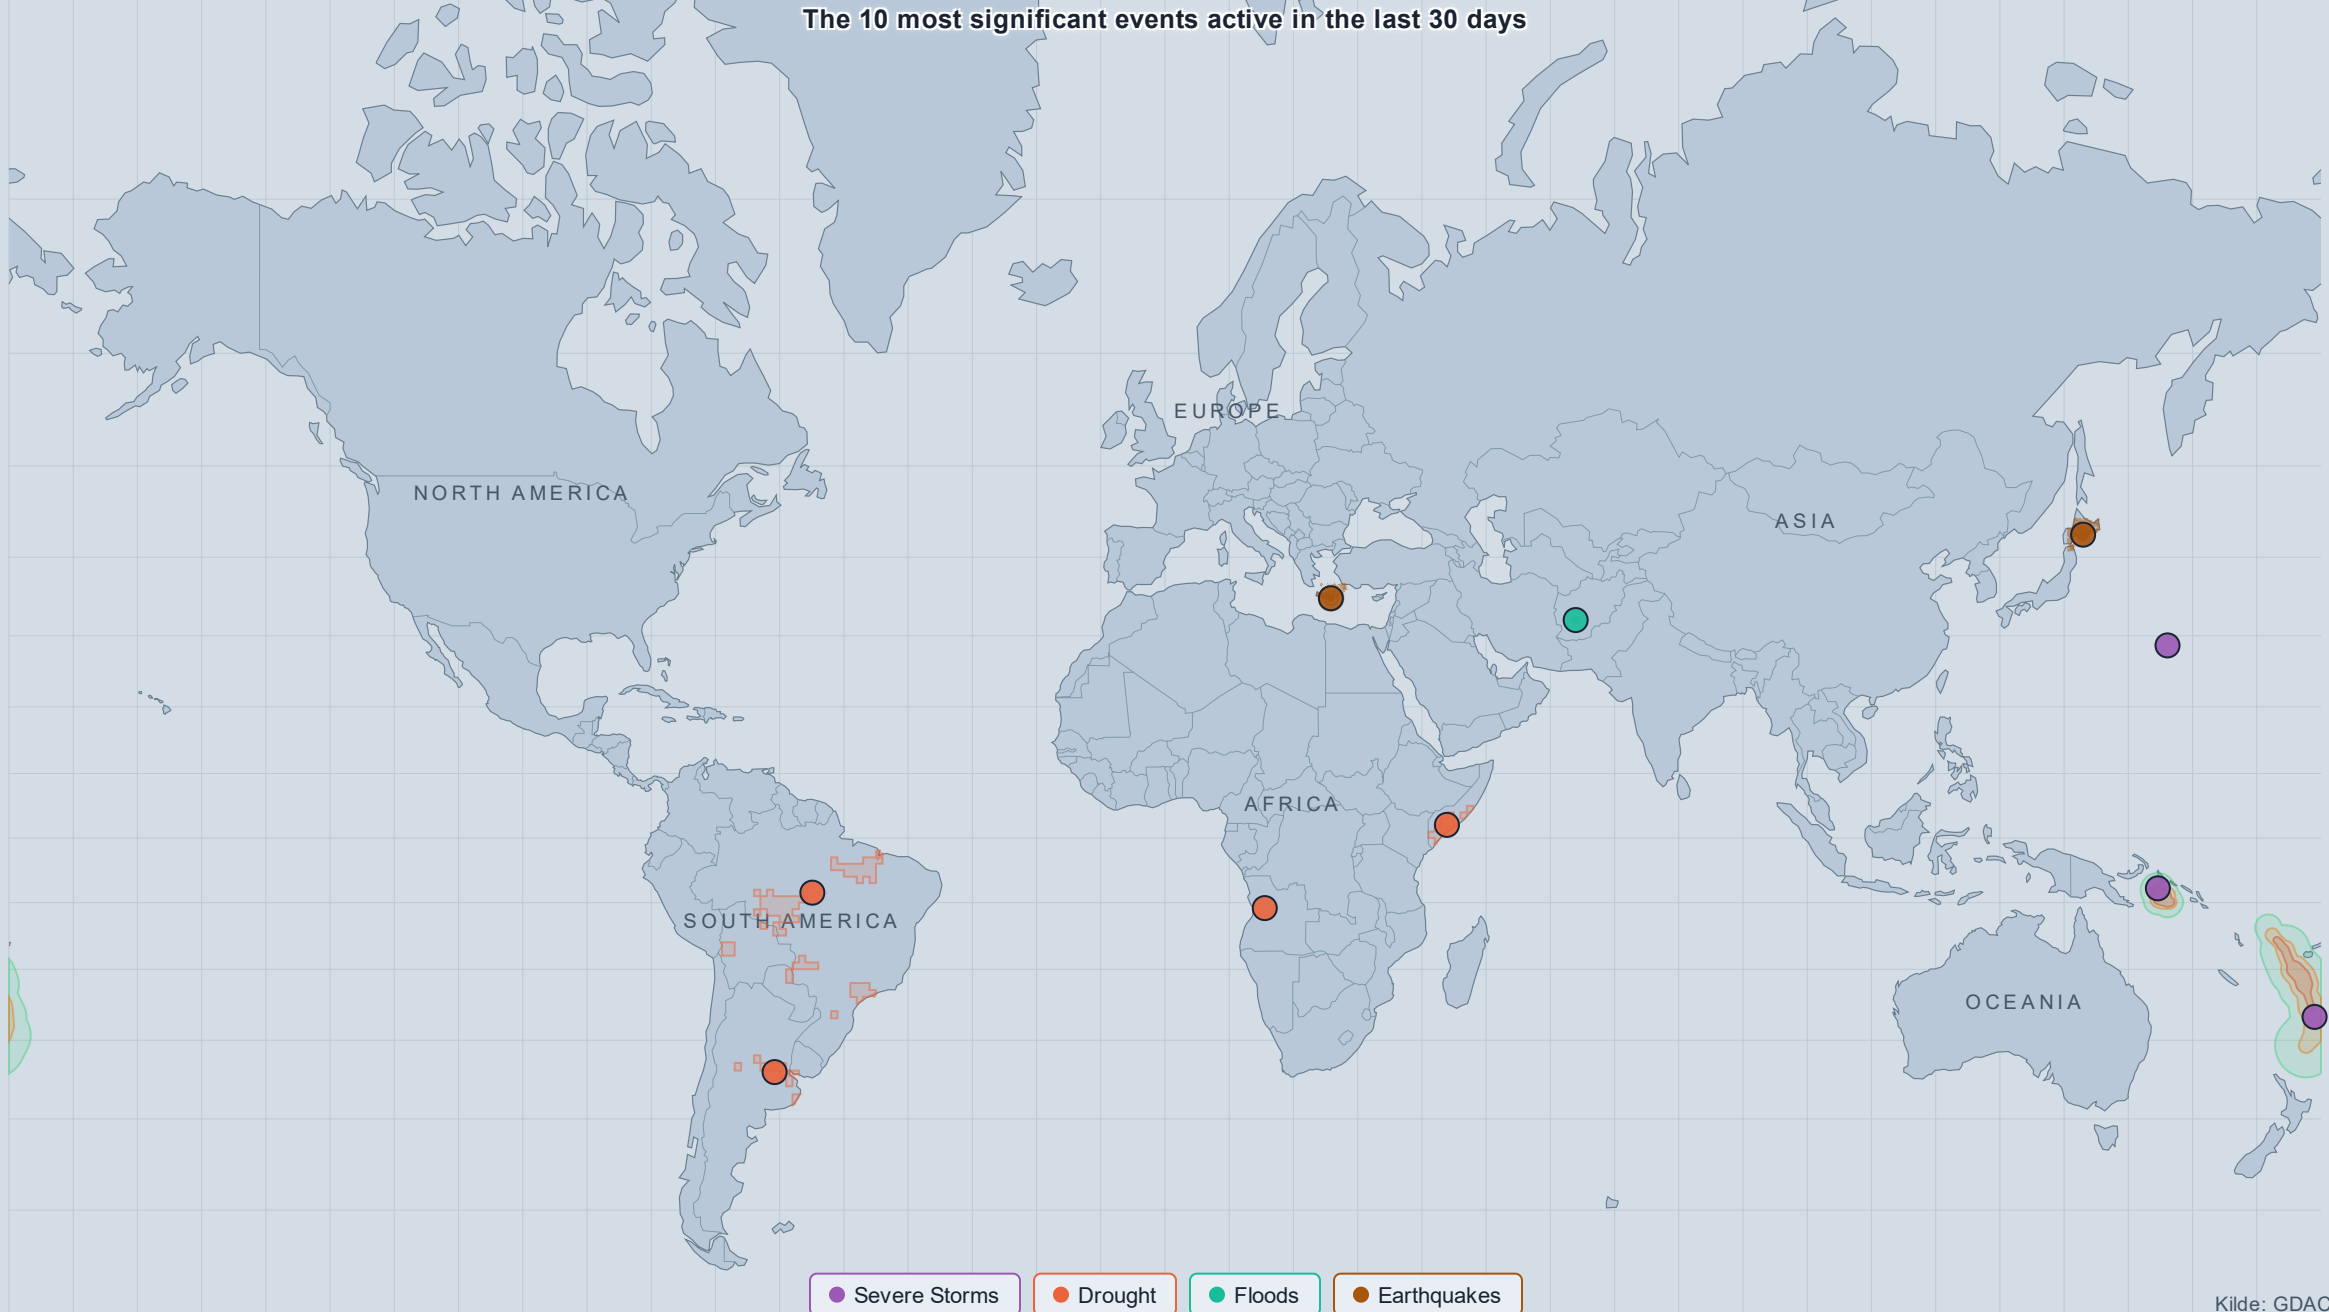 The 10 most significant events active in the last 30 days
EUROPE
NORTH AMERICA
ASIA
AFRICA
SOUTH AMERICA
OCEANIA
Severe Storms
Drought
Floods
Earthquakes
Kilde: GDAC